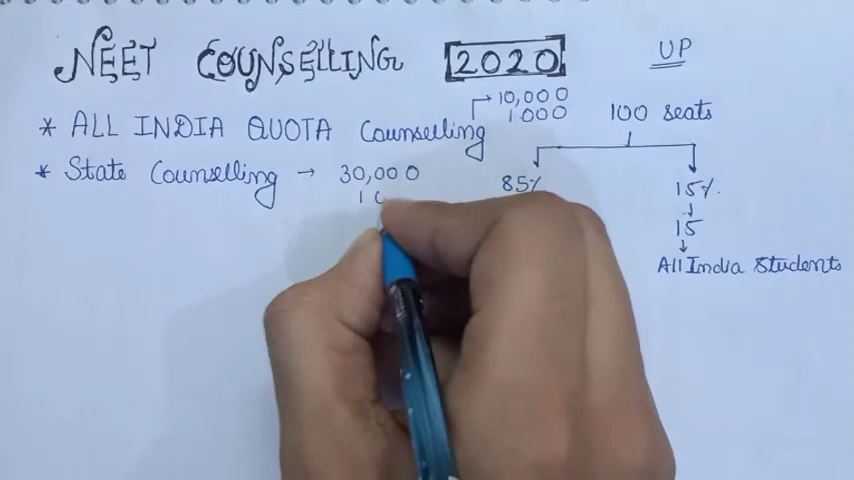 NEET COUNSELLING 2020
UP
10,000
1000
100 seats
* ALL INDIA QUOTA Counselling
* State Counselling → 30,000
10
85%
15%
15
All India Students